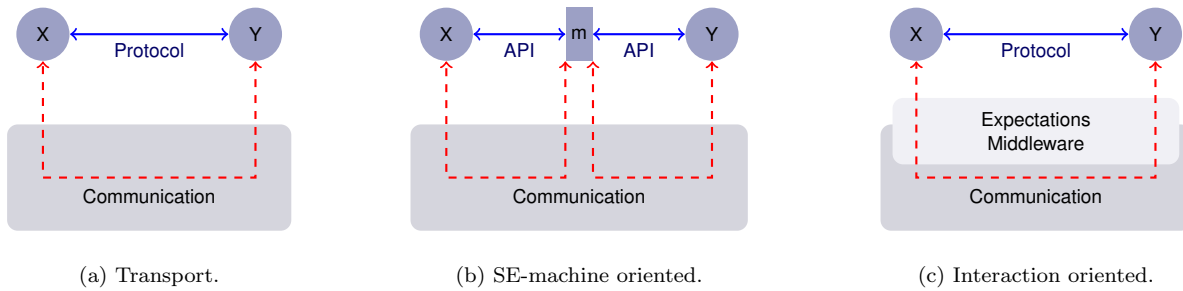 X
Y
Protocol
Communication
(a) Transport.
X
m
Y
API
API
Communication
(b) SE-machine oriented.
X
Y
Protocol
Expectations
Middleware
Communication
(c) Interaction oriented.